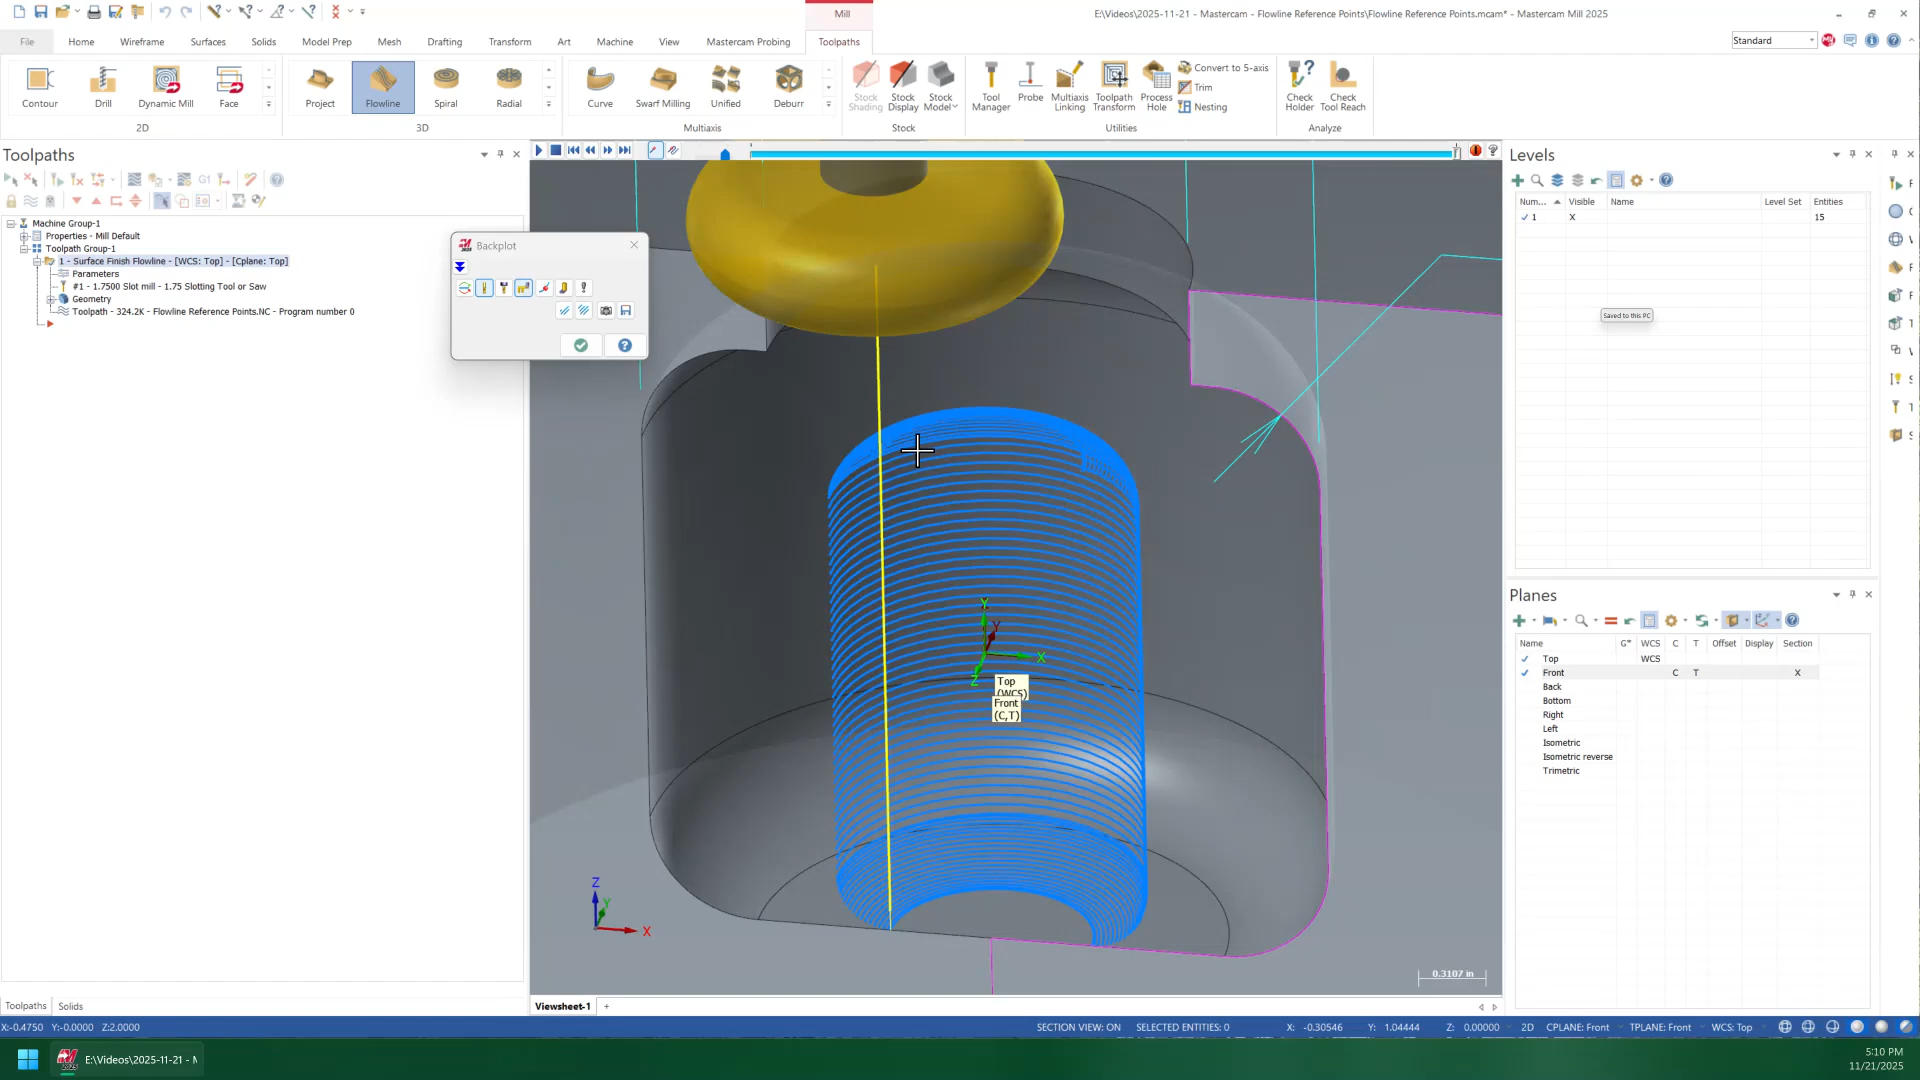 Mill
E:\Videos\2025-11-21 - Mastercam - Flowline Reference Points\Flowline Reference Points.mcam* - Mastercam Mill 2025
File Home Wireframe Surfaces Solids Model Prep Mesh Drafting Transform Art Machine View Mastercam Probing Toolpaths
Standard
Contour Drill Dynamic Mill Face
2D
Project Flowline Spiral Radial
3D
Curve Swarf Milling Unified Deburr
Multiaxis
Stock Shading Stock Display Stock Model
Stock
Tool Manager Probe Multiaxis Linking Toolpath Transform Process Hole
Convert to 5-axis
Trim
Nesting
Utilities
Check Holder Check Tool Reach
Analyze
Toolpaths
G1
Machine Group-1
Properties - Mill Default
Toolpath Group-1
1 - Surface Finish Flowline - [WCS: Top] - [Cplane: Top]
Parameters
#1 - 1.7500 Slot mill - 1.75 Slotting Tool or Saw
Geometry
Toolpath - 324.2K - Flowline Reference Points.NC - Program number 0
Backplot
Y
Y
X
Z
Top
(WCS)
Front
(C,T)
Z
Y
X
0.3107 in
Levels
Num... Visible Name Level Set Entities
1 X 15
Saved to this PC
Planes
Name G* WCS C T Offset Display Section
Top WCS
Front C T X
Back
Bottom
Right
Left
Isometric
Isometric reverse
Trimetric
Toolpaths Solids
Viewsheet-1 +
X:-0.4750 Y:-0.0000 Z:2.0000
SECTION VIEW: ON SELECTED ENTITIES: 0 X: -0.30546 Y: 1.04444 Z: 0.00000 2D CPLANE: Front TPLANE: Front WCS: Top
E:\Videos\2025-11-21 - M
5:10 PM
11/21/2025